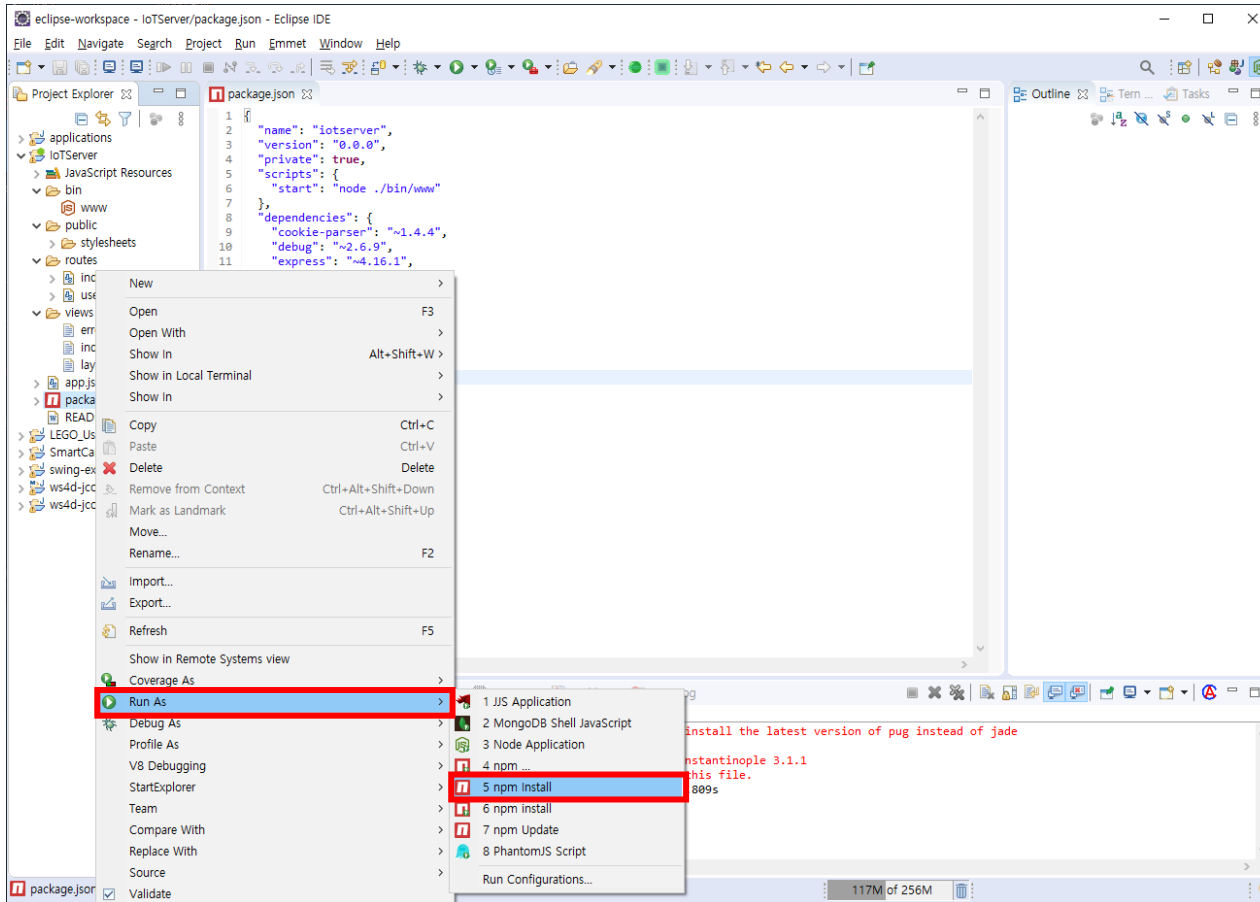 eclipse-workspace - IoTServer/package.json - Eclipse IDE
File Edit Navigate Search Project Run Emmet Window Help
Project Explorer
package.json
Outline
Tern ...
Tasks
applications
IoTServer
JavaScript Resources
bin
www
public
stylesheets
routes
inc
use
views
err
inc
lay
app.js
packa
READ
LEGO_Us
SmartCa
swing-ex
ws4d-jcc
ws4d-jcc
1 {
2 "name": "iotserver",
3 "version": "0.0.0",
4 "private": true,
5 "scripts": {
6 "start": "node ./bin/www"
7 },
8 "dependencies": {
9 "cookie-parser": "~1.4.4",
10 "debug": "~2.6.9",
11 "express": "~4.16.1",
New
Open F3
Open With
Show In Alt+Shift+W
Show in Local Terminal
Show In
Copy Ctrl+C
Paste Ctrl+V
Delete Delete
Remove from Context Ctrl+Alt+Shift+Down
Mark as Landmark Ctrl+Alt+Shift+Up
Move...
Rename... F2
Import...
Export...
Refresh F5
Show in Remote Systems view
Coverage As
Run As
Debug As
Profile As
V8 Debugging
StartExplorer
Team
Compare With
Replace With
Source
Validate
1 JJS Application
2 MongoDB Shell JavaScript
3 Node Application
4 npm ...
5 npm Install
6 npm install
7 npm Update
8 PhantomJS Script
Run Configurations...
install the latest version of pug instead of jade
nstantinople 3.1.1
this file.
809s
package.json
117M of 256M